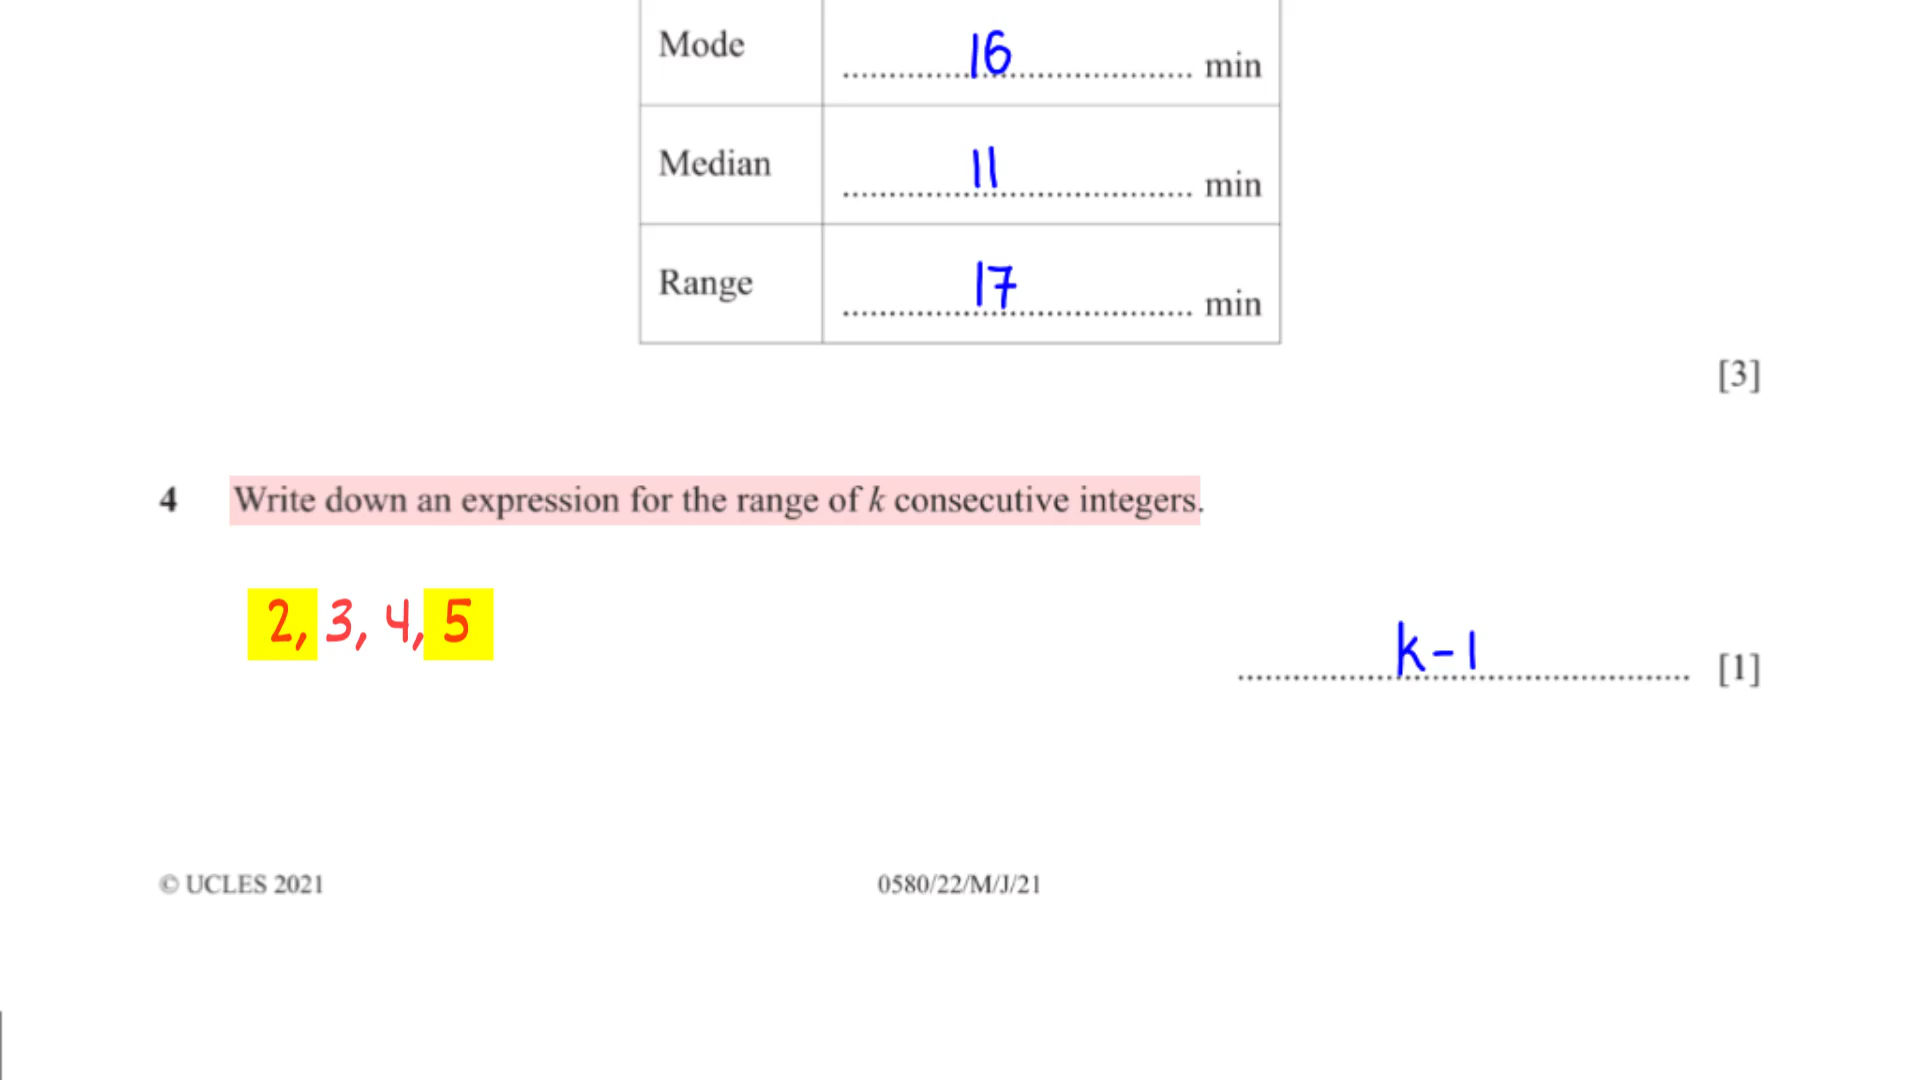 Mode 16 min
Median 11 min
Range 17 min
[3]
4 Write down an expression for the range of k consecutive integers.
2, 3, 4, 5
k-1 [1]
© UCLES 2021 0580/22/M/J/21